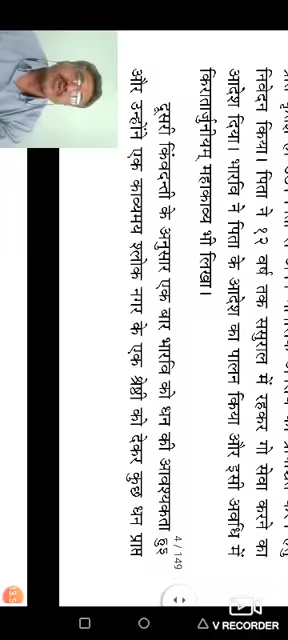 निवेदन किया। पिता ने १२ वर्ष तक ससुराल में रहकर गो सेवा करने का
आदेश दिया। भारवि ने पिता के आदेश का पालन किया और इसी अवधि में
किरातार्जुनीयम् महाकाव्य भी लिखा।
दूसरी किंवदन्ती के अनुसार एक बार भारवि को धन की आवश्यकता हुई
और उन्होंने एक काव्यमय श्लोक नगर के एक श्रेष्ठी को देकर कुछ धन प्राप्त
4 / 149
V RECORDER